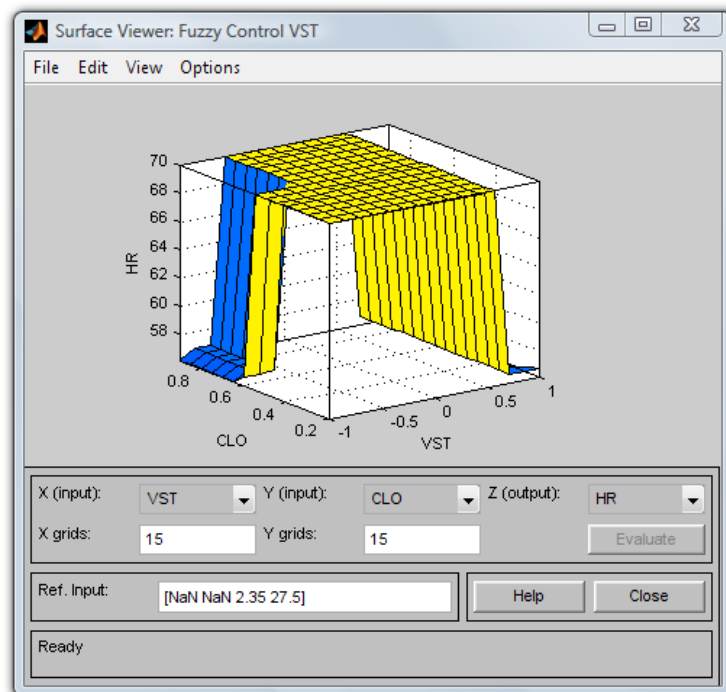 Surface Viewer: Fuzzy Control VST
File Edit View Options
70
68
66
64
62
60
58
HR
0.8
0.6
0.4
0.2
CLO
-1
-0.5
0
0.5
1
VST
X (input): VST Y (input): CLO Z (output): HR
X grids: 15 Y grids: 15 Evaluate
Ref. Input: [NaN NaN 2.35 27.5] Help Close
Ready